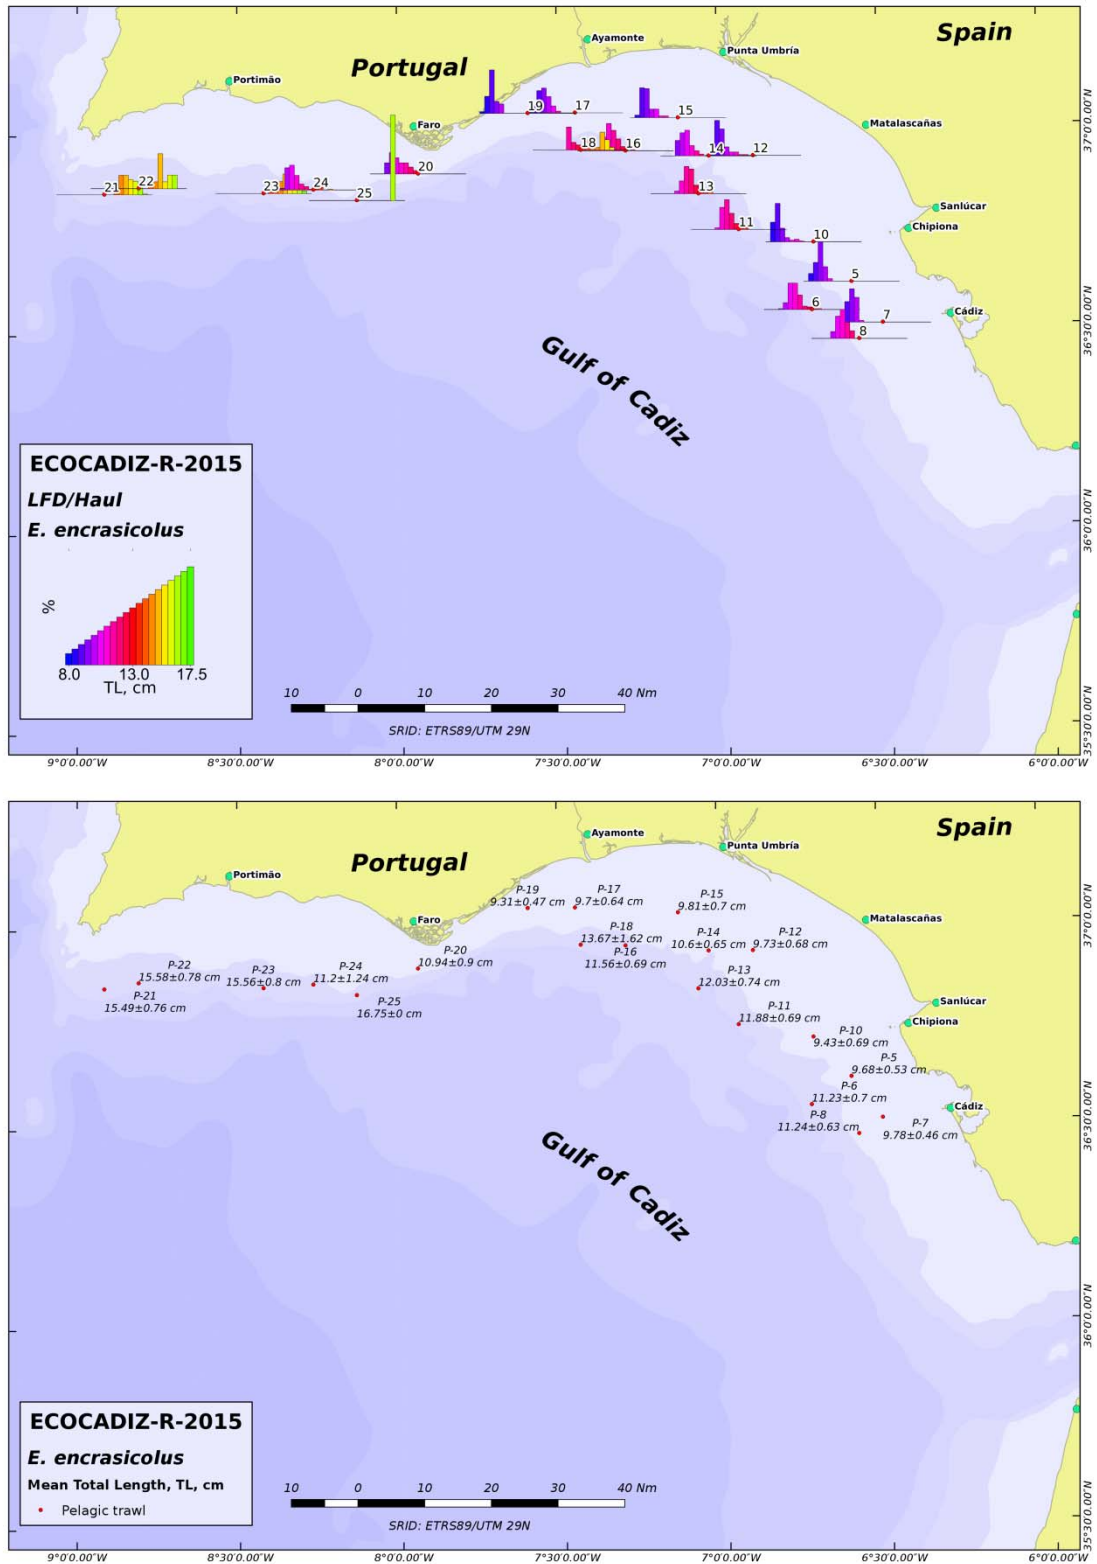 Spain
Ayamonte
Punta Umbría
Portugal
Portimão
Faro
Matalascañas
Sanlúcar
Chipiona
Cádiz
19
17
15
18
16
14
12
20
21
22
23
24
25
13
11
10
5
6
7
8
Gulf of Cadiz
37°0'0.00"N
36°30'0.00"N
36°0'0.00"N
35°30'0.00"N
ECOCADIZ-R-2015
LFD/Haul
E. encrasicolus
%
8.0 13.0 17.5
TL, cm
10 0 10 20 30 40 Nm
SRID: ETRS89/UTM 29N
9°0'0.00"W 8°30'0.00"W 8°0'0.00"W 7°30'0.00"W 7°0'0.00"W 6°30'0.00"W 6°0'0.00"W
Spain
Ayamonte
Punta Umbría
Portugal
Portimão
Faro
Matalascañas
Sanlúcar
Chipiona
Cádiz
P-19
9.31±0.47 cm
P-17
9.7±0.64 cm
P-15
9.81±0.7 cm
P-18
13.67±1.62 cm
P-16
11.56±0.69 cm
P-14
10.6±0.65 cm
P-12
9.73±0.68 cm
P-20
10.94±0.9 cm
P-22
15.58±0.78 cm
P-23
15.56±0.8 cm
P-24
11.2±1.24 cm
P-21
15.49±0.76 cm
P-25
16.75±0 cm
P-13
12.03±0.74 cm
P-11
11.88±0.69 cm
P-10
9.43±0.69 cm
P-5
9.68±0.53 cm
P-6
11.23±0.7 cm
P-8
11.24±0.63 cm
P-7
9.78±0.46 cm
Gulf of Cadiz
37°0'0.00"N
36°30'0.00"N
36°0'0.00"N
35°30'0.00"N
ECOCADIZ-R-2015
E. encrasicolus
Mean Total Length, TL, cm
Pelagic trawl
10 0 10 20 30 40 Nm
SRID: ETRS89/UTM 29N
9°0'0.00"W 8°30'0.00"W 8°0'0.00"W 7°30'0.00"W 7°0'0.00"W 6°30'0.00"W 6°0'0.00"W